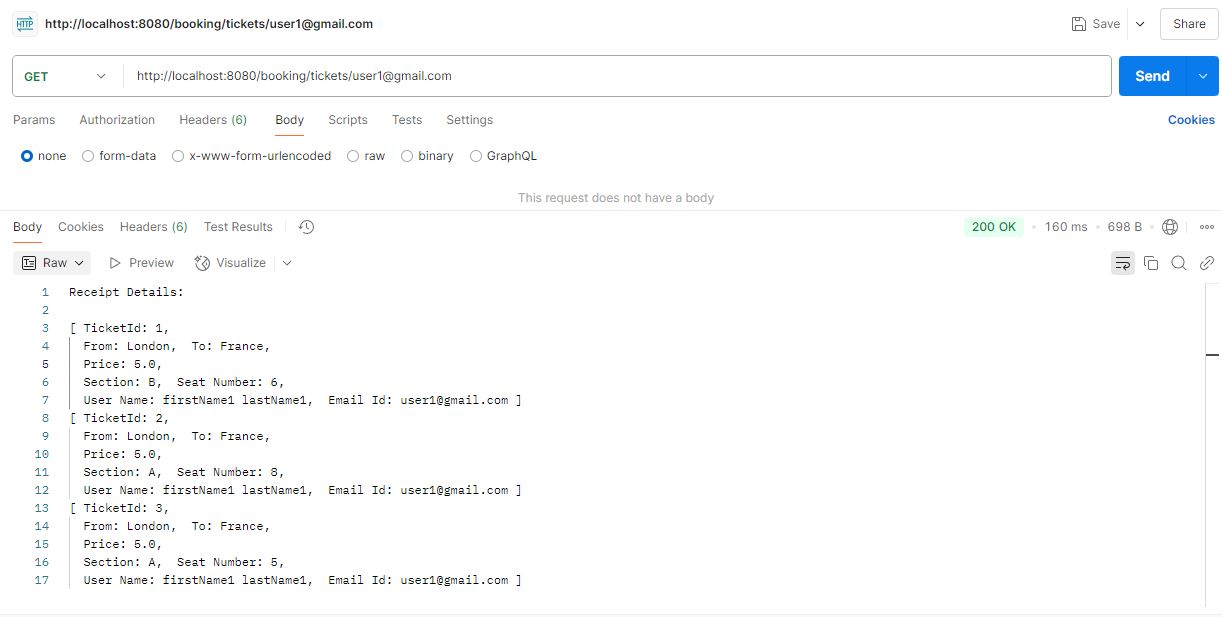 HTTP http://localhost:8080/booking/tickets/user1@gmail.com Save Share
GET http://localhost:8080/booking/tickets/user1@gmail.com Send
Params Authorization Headers (6) Body Scripts Tests Settings Cookies
none form-data x-www-form-urlencoded raw binary GraphQL
This request does not have a body
Body Cookies Headers (6) Test Results 200 OK • 160 ms • 698 B •
Raw Preview Visualize
1 Receipt Details:
2
3 [ TicketId: 1,
4 From: London,  To: France,
5 Price: 5.0,
6 Section: B,  Seat Number: 6,
7 User Name: firstName1 lastName1,  Email Id: user1@gmail.com ]
8 [ TicketId: 2,
9 From: London,  To: France,
10 Price: 5.0,
11 Section: A,  Seat Number: 8,
12 User Name: firstName1 lastName1,  Email Id: user1@gmail.com ]
13 [ TicketId: 3,
14 From: London,  To: France,
15 Price: 5.0,
16 Section: A,  Seat Number: 5,
17 User Name: firstName1 lastName1,  Email Id: user1@gmail.com ]